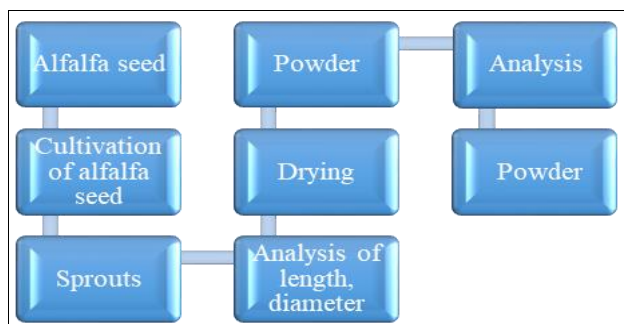 Alfalfa seed
Cultivation
of alfalfa
seed
Sprouts
Analysis of
length,
diameter
Drying
Powder
Analysis
Powder